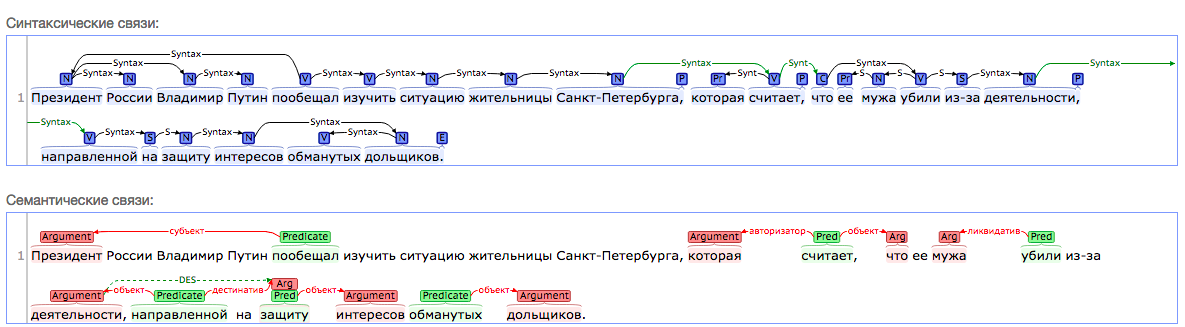 Синтаксические связи:
Syntax
Syntax Syntax Synt Syntax Syntax
Syntax Syntax Syntax Syntax Syntax Syntax Synt Synt S S Syntax
N N N N V V N N N P Pr V P C Pr N V S N P
1 Президент России Владимир Путин пообещал изучить ситуацию жительницы Санкт-Петербурга, которая считает, что ее мужа убили из-за деятельности,
Syntax Syntax
Syntax S Syntax Syntax
V S N N V N E
направленной на защиту интересов обманутых дольщиков.
Семантические связи:
Argument субъект Predicate Argument авторизатор Pred объект Arg Arg ликвидатив Pred
1 Президент России Владимир Путин пообещал изучить ситуацию жительницы Санкт-Петербурга, которая считает, что ее мужа убили из-за
DES Arg
Argument объект Predicate дестинатив Pred объект Argument Predicate объект Argument
деятельности, направленной на защиту интересов обманутых дольщиков.